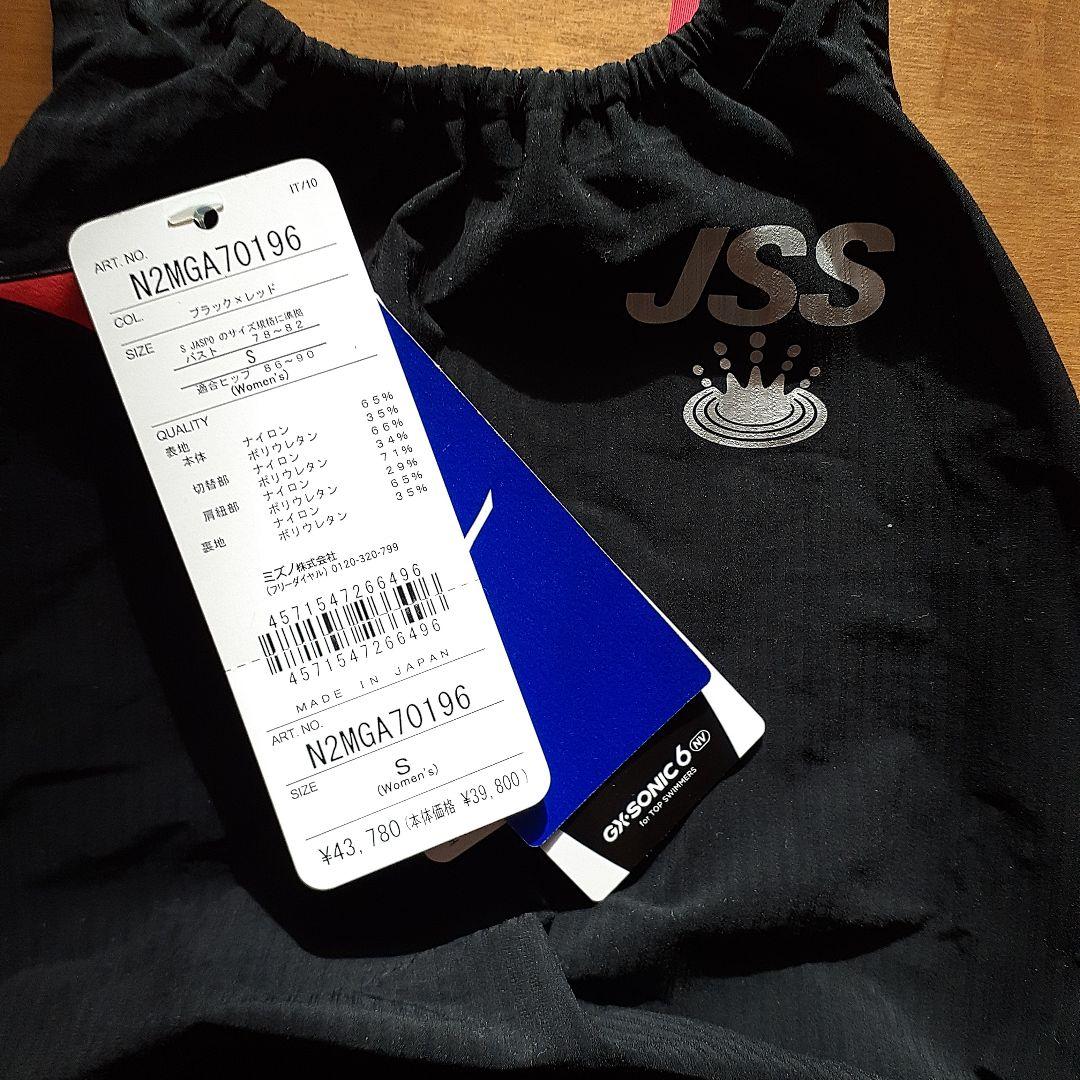 IT/10
ART. NO.
N2MGA70196
COL. ブラック×レッド
SIZE S JASPO のサイズ規格に準拠
バスト 78～82
S
適合ヒップ 86～90
(Women's)
QUALITY
表地
本体 ナイロン 65%
ポリウレタン 35%
切替部 ナイロン 66%
ポリウレタン 34%
肩紐部 ナイロン 71%
ポリウレタン 29%
裏地 ナイロン 65%
ポリウレタン 35%
ミズノ株式会社
(フリーダイヤル) 0120-320-799
4571547266496
4571547266496
MADE IN JAPAN
ART. NO.
N2MGA70196
SIZE S
(Women's)
¥43,780 (本体価格 ¥39,800)
JSS
GX·SONIC 6 NV
for TOP SWIMMERS